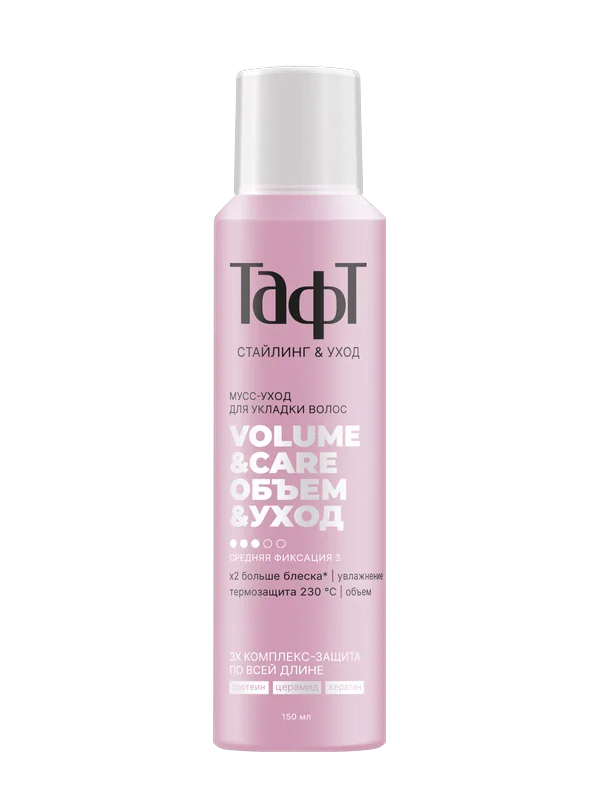 Тафт
СТАЙЛИНГ & УХОД
МУСС-УХОД
ДЛЯ УКЛАДКИ ВОЛОС
VOLUME
&CARE
ОБЪЕМ
&УХОД
СРЕДНЯЯ ФИКСАЦИЯ 3
x2 больше блеска* | увлажнение
термозащита 230 °C | объем
3X КОМПЛЕКС-ЗАЩИТА
ПО ВСЕЙ ДЛИНЕ
протеин церамид кератин
150 мл